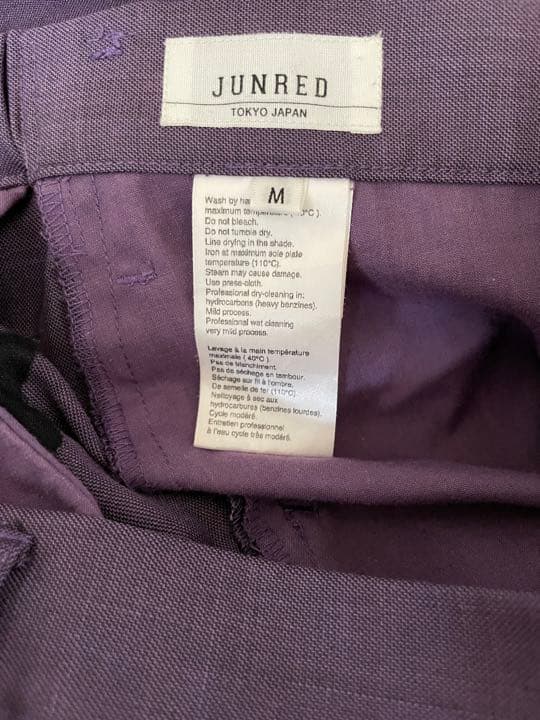 JUNRED
TOKYO JAPAN
M
Wash by
maximum
Do not bleach.
Do not tumble dry.
Line drying in the shade.
Iron at maximum sole plate
temperature (110°C).
Steam may cause damage.
Use press-cloth.
Professional dry-cleaning in:
hydrocarbons (heavy benzines).
Mild process.
Professional wet cleaning
very mild process.
Lavage à la main température
maximale ( 40°C ).
Pas de blanchiment.
Pas de séchage en tambour.
Séchage sur fil à l'ombre.
De semelle de fer (110°C).
Nettoyage à sec aux
hydrocarbures (benzines lourdes).
Cycle modéré.
Entretien professionnel
à l'eau cycle très modéré.